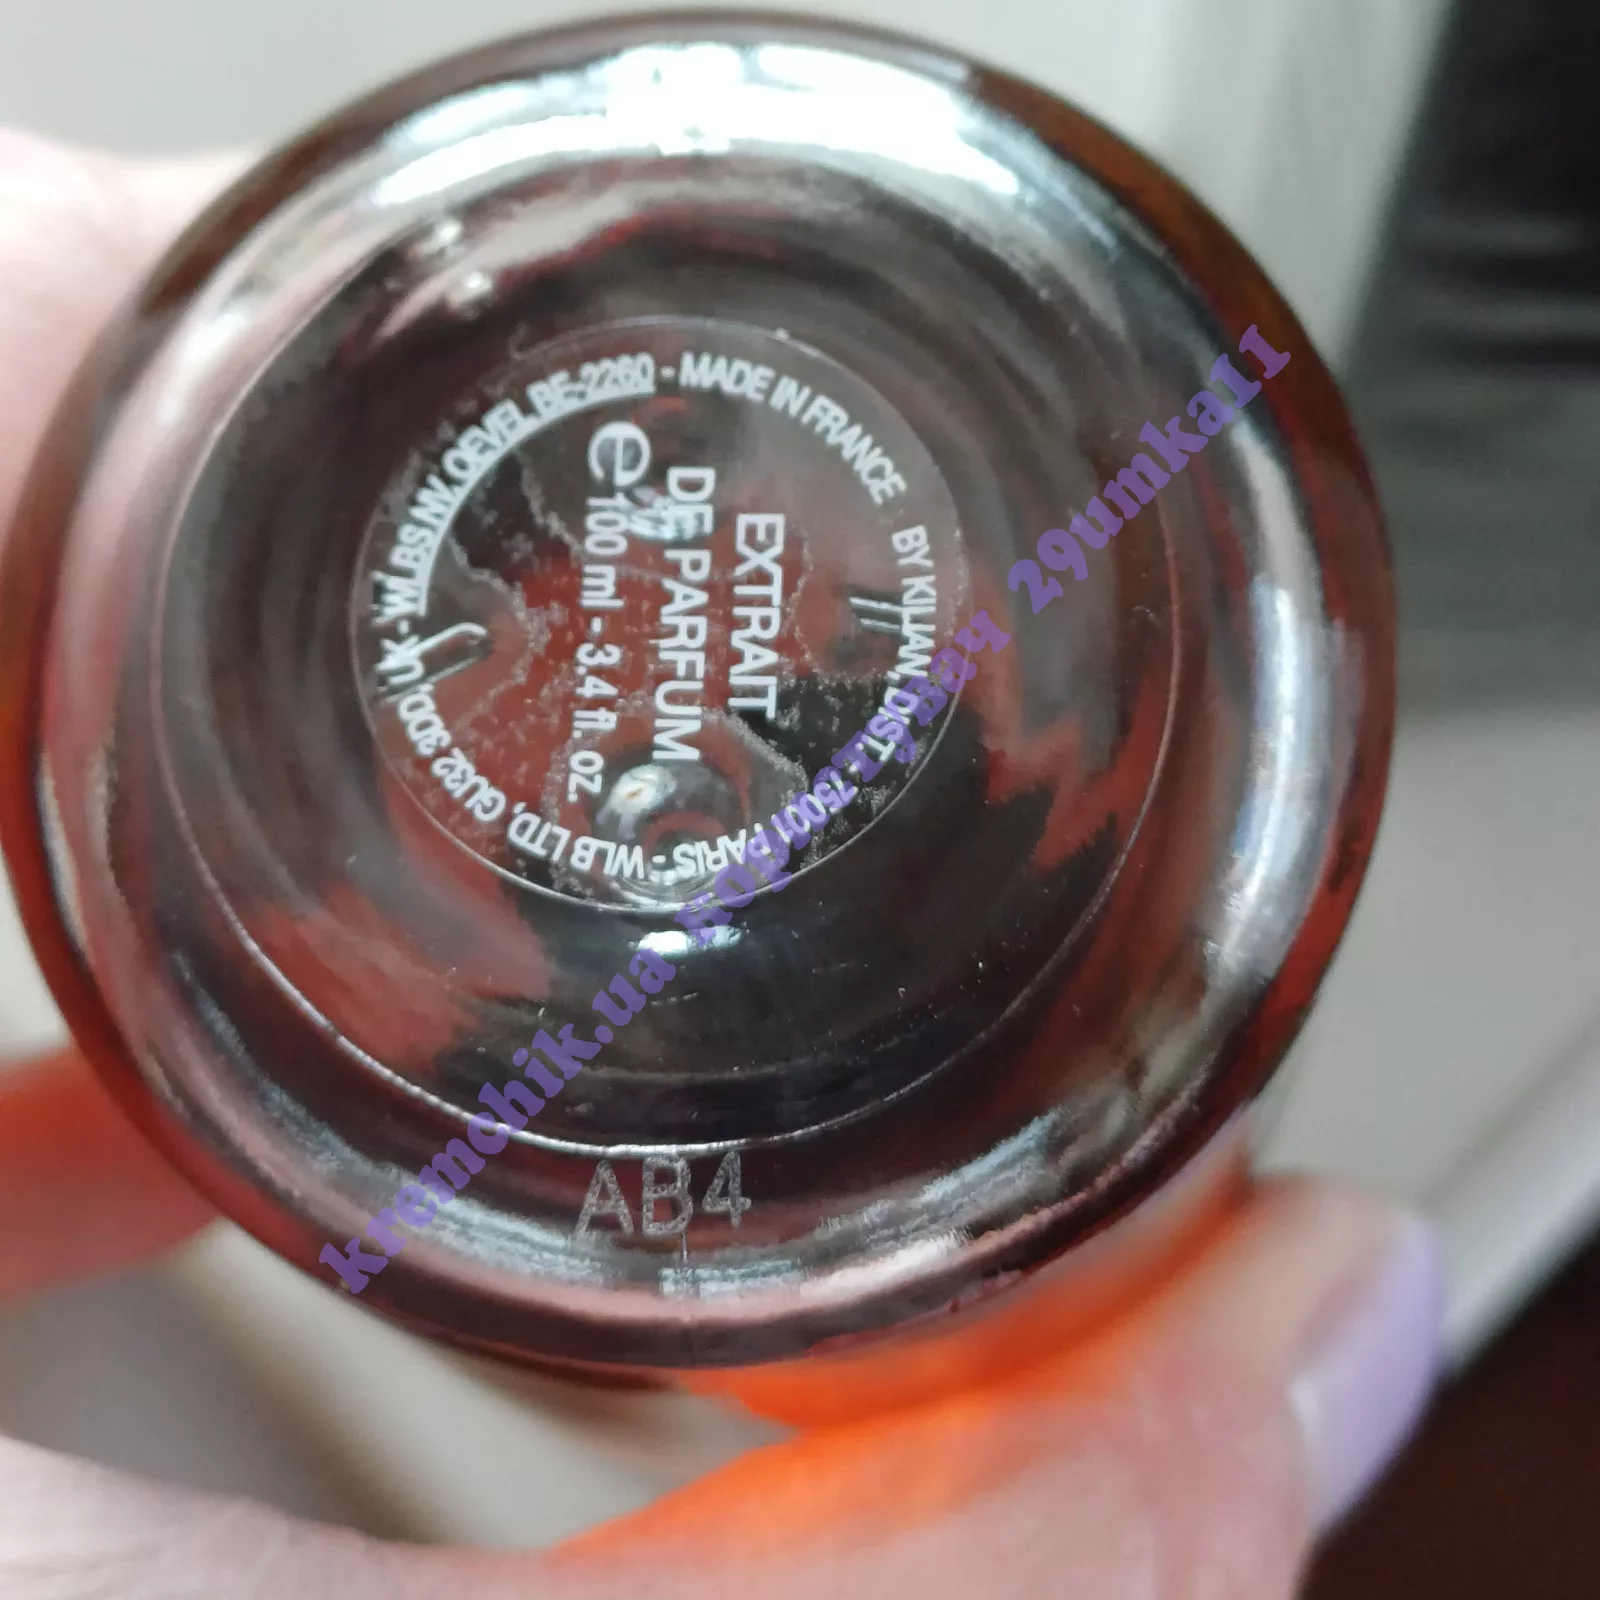 EXTRAIT
DE PARFUM
e 100 ml - 3.4 fl. oz.
BY KILIAN, DIST. - 75001 PARIS - WLB LTD, GU32 3DD, UK - WLBS NV. OEVEL BE-2260 - MADE IN FRANCE -
AB4
kremchik.ua користувач 29umka11